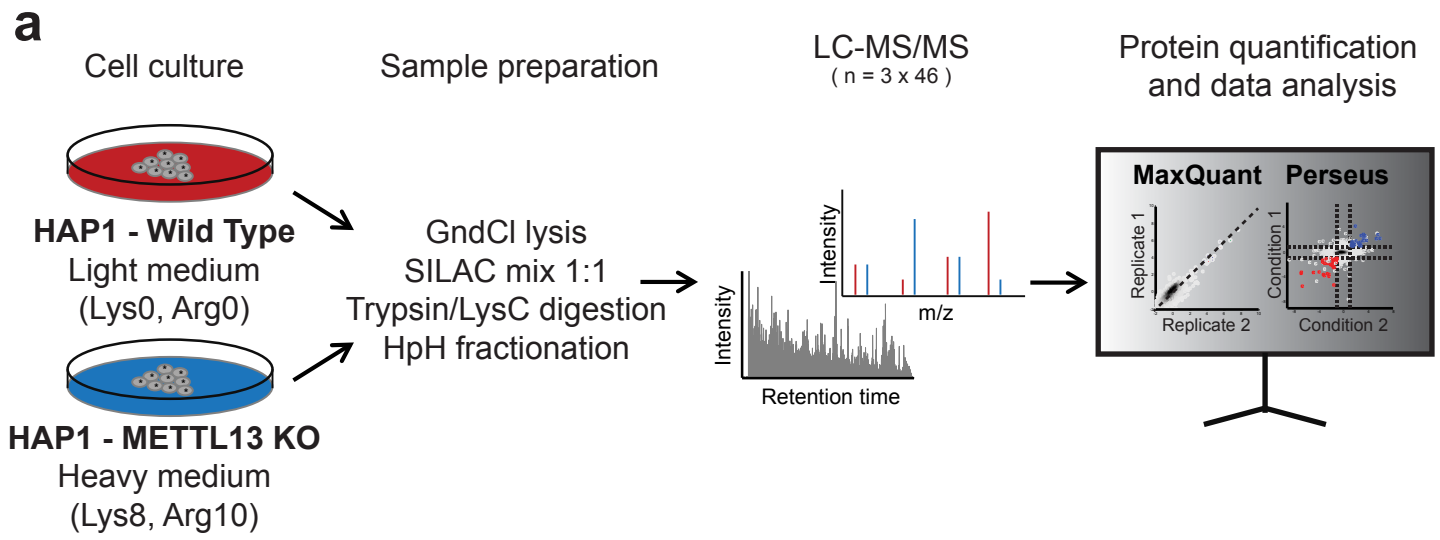 a
Cell culture
HAP1 - Wild Type
Light medium
(Lys0, Arg0)
HAP1 - METTL13 KO
Heavy medium
(Lys8, Arg10)
Sample preparation
GndCl lysis
SILAC mix 1:1
Trypsin/LysC digestion
HpH fractionation
LC-MS/MS
( n = 3 x 46 )
Intensity
m/z
Intensity
Retention time
Protein quantification
and data analysis
MaxQuant
Replicate 1
Replicate 2
Perseus
Condition 1
Condition 2